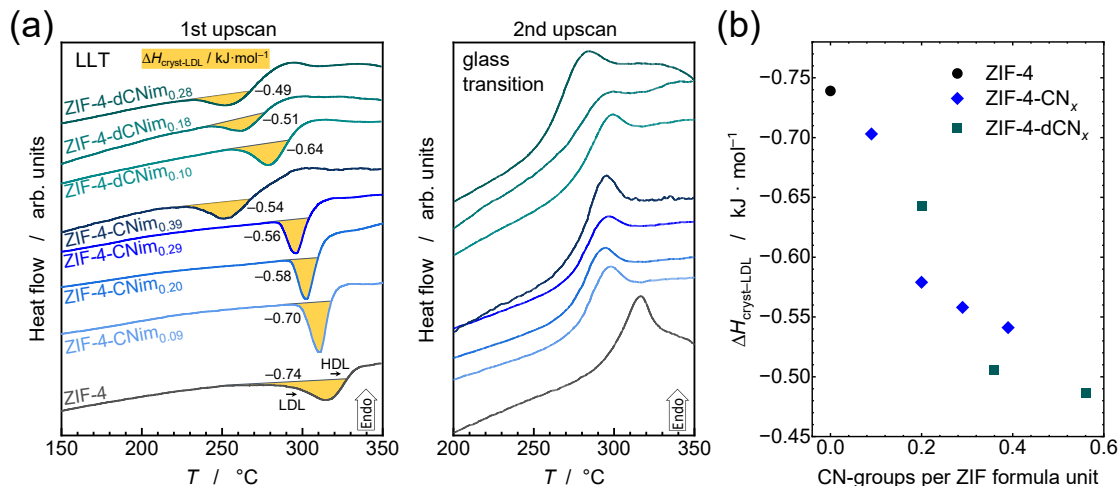 (a)
1st upscan
LLT
ΔHcryst-LDL / kJ·mol⁻¹
ZIF-4-dCNim0.28
−0.49
ZIF-4-dCNim0.18
−0.51
ZIF-4-dCNim0.10
−0.64
ZIF-4-CNim0.39
−0.54
ZIF-4-CNim0.29
−0.56
ZIF-4-CNim0.20
−0.58
ZIF-4-CNim0.09
−0.70
ZIF-4
−0.74
HDL
LDL
Endo
Heat flow / arb. units
150 200 250 300 350
T / °C
2nd upscan
glass
transition
Endo
Heat flow / arb. units
200 250 300 350
T / °C
(b)
ZIF-4
ZIF-4-CNx
ZIF-4-dCNx
−0.75
−0.70
−0.65
−0.60
−0.55
−0.50
−0.45
ΔHcryst–LDL / kJ · mol⁻¹
0.0 0.2 0.4 0.6
CN-groups per ZIF formula unit